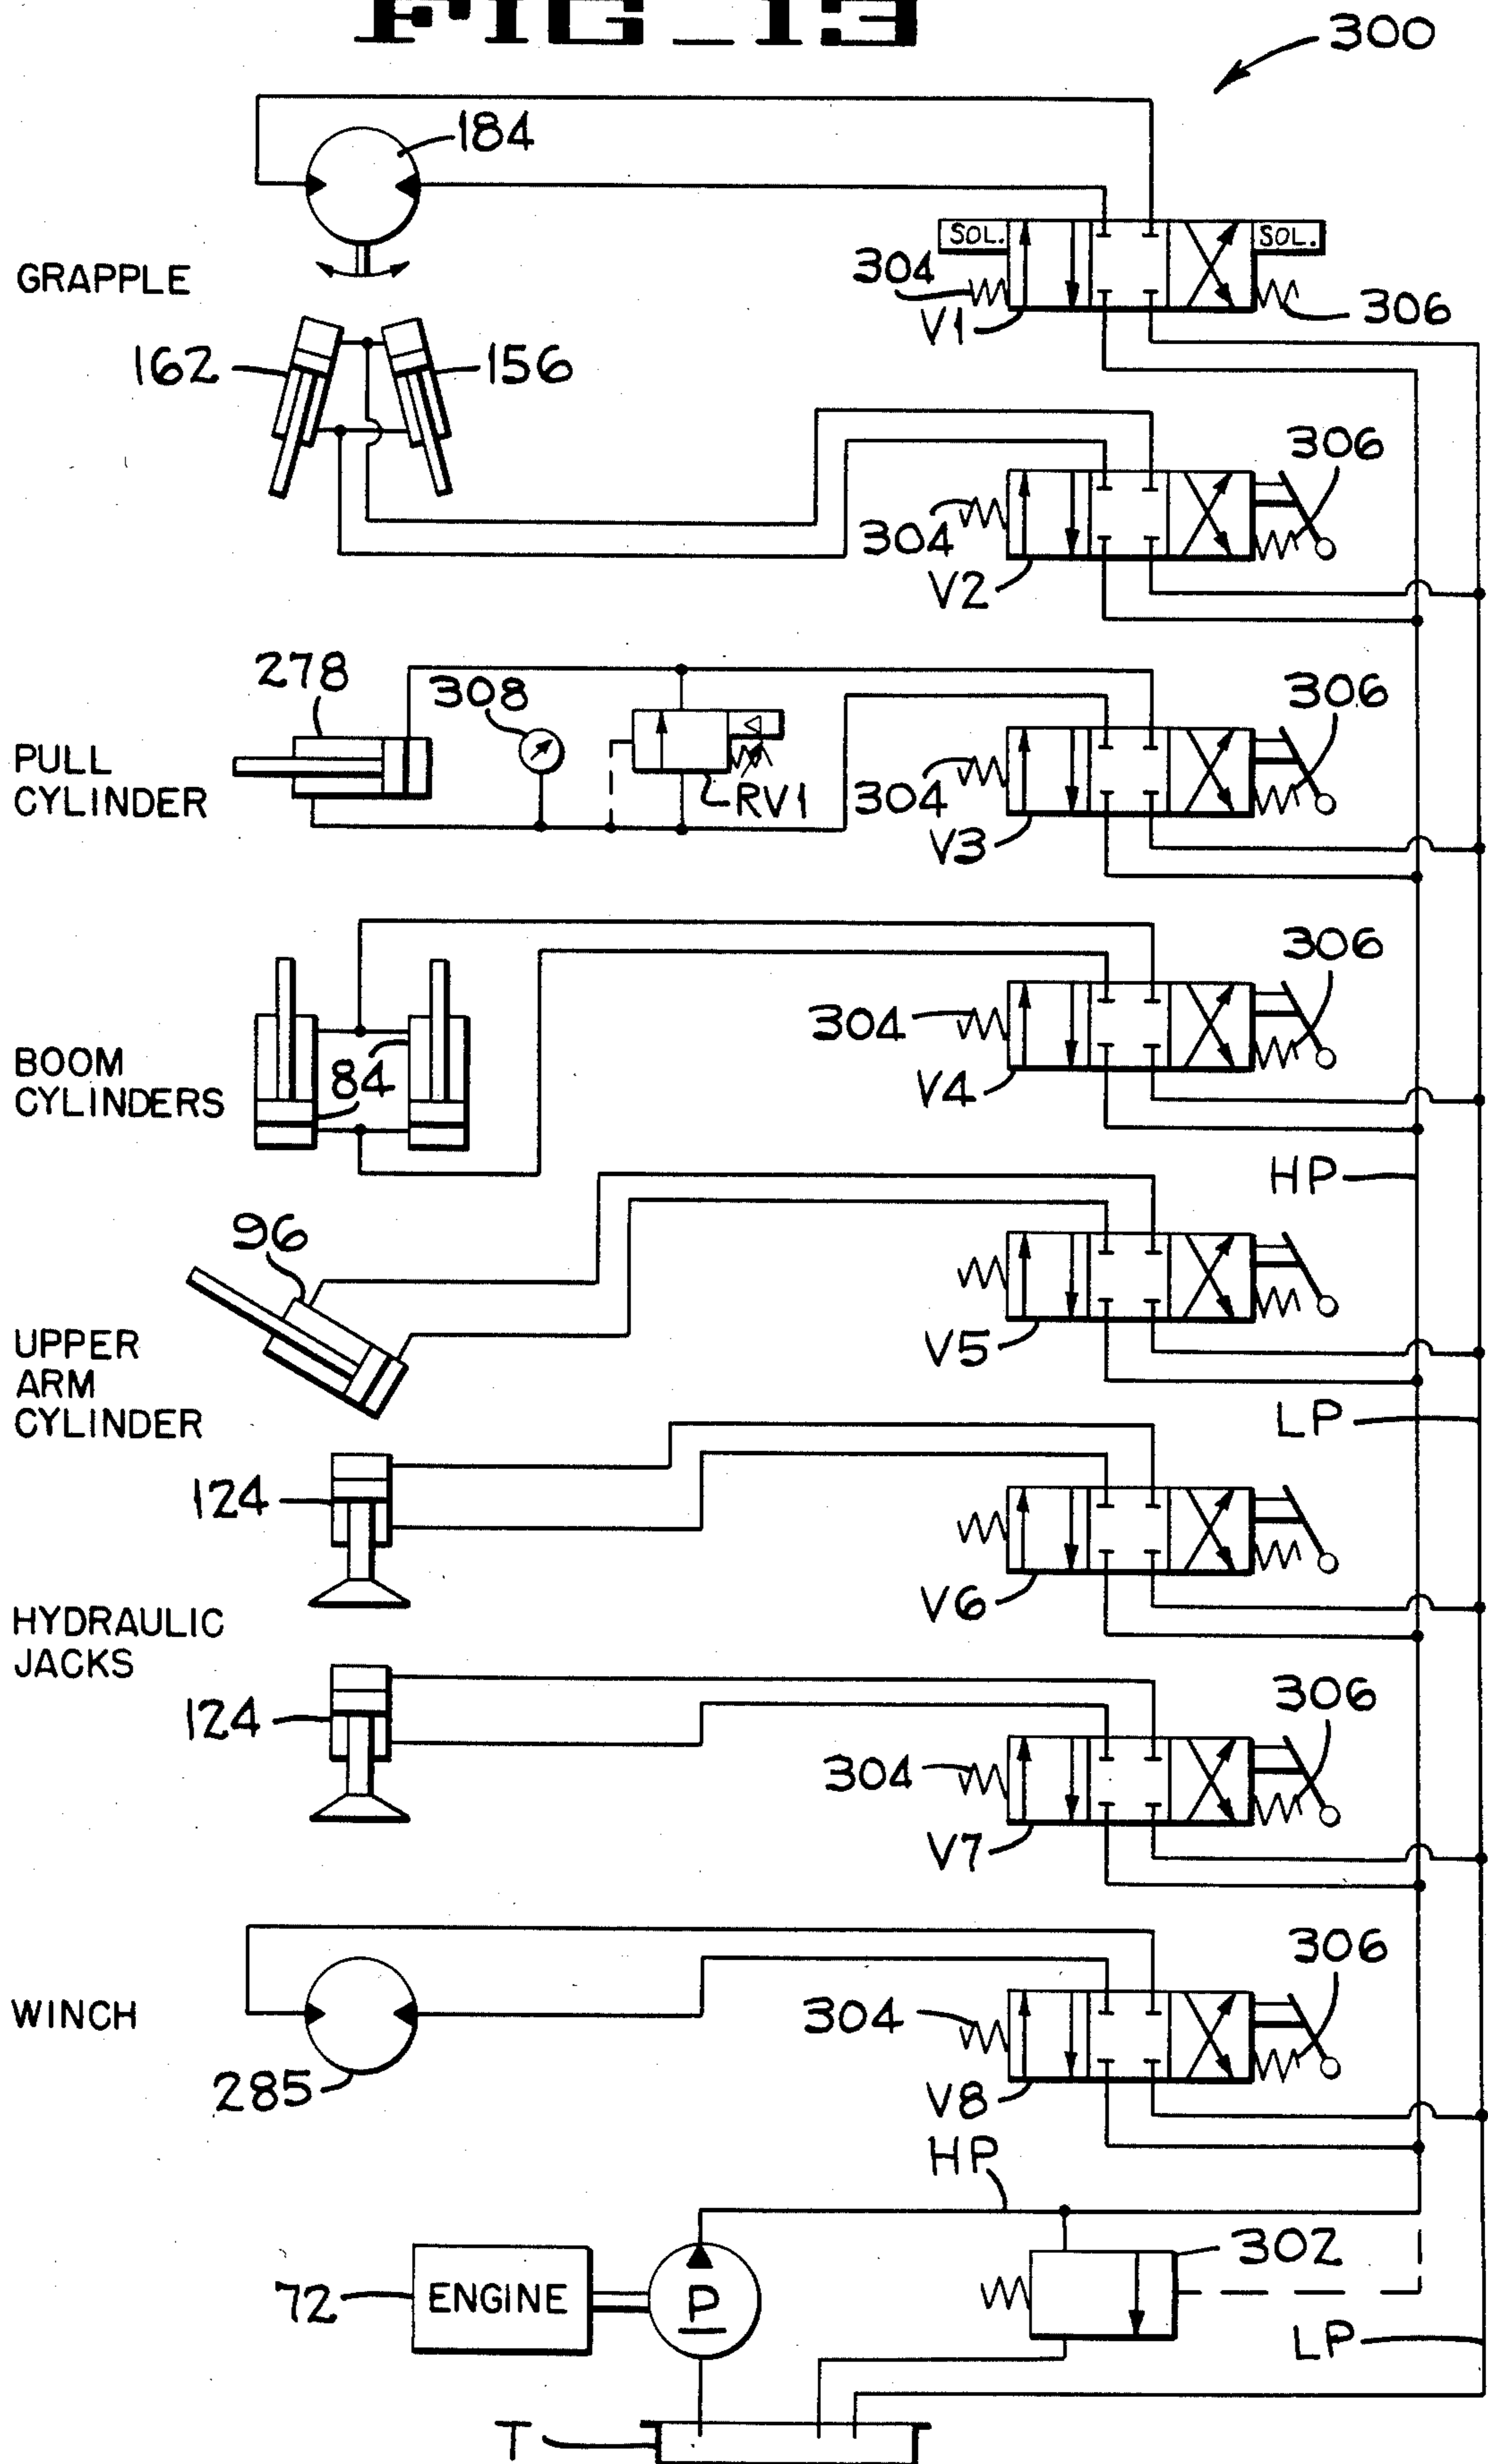 FIG_13
300
184
SOL.
SOL.
GRAPPLE
304
V1
306
162
156
306
304
V2
278
308
306
PULL
CYLINDER
RV1
304
V3
306
304
BOOM
CYLINDERS
84
V4
HP
96
UPPER
ARM
CYLINDER
V5
LP
124
V6
HYDRAULIC
JACKS
124
306
304
V7
WINCH
306
304
285
V8
HP
302
72
ENGINE
P
LP
T